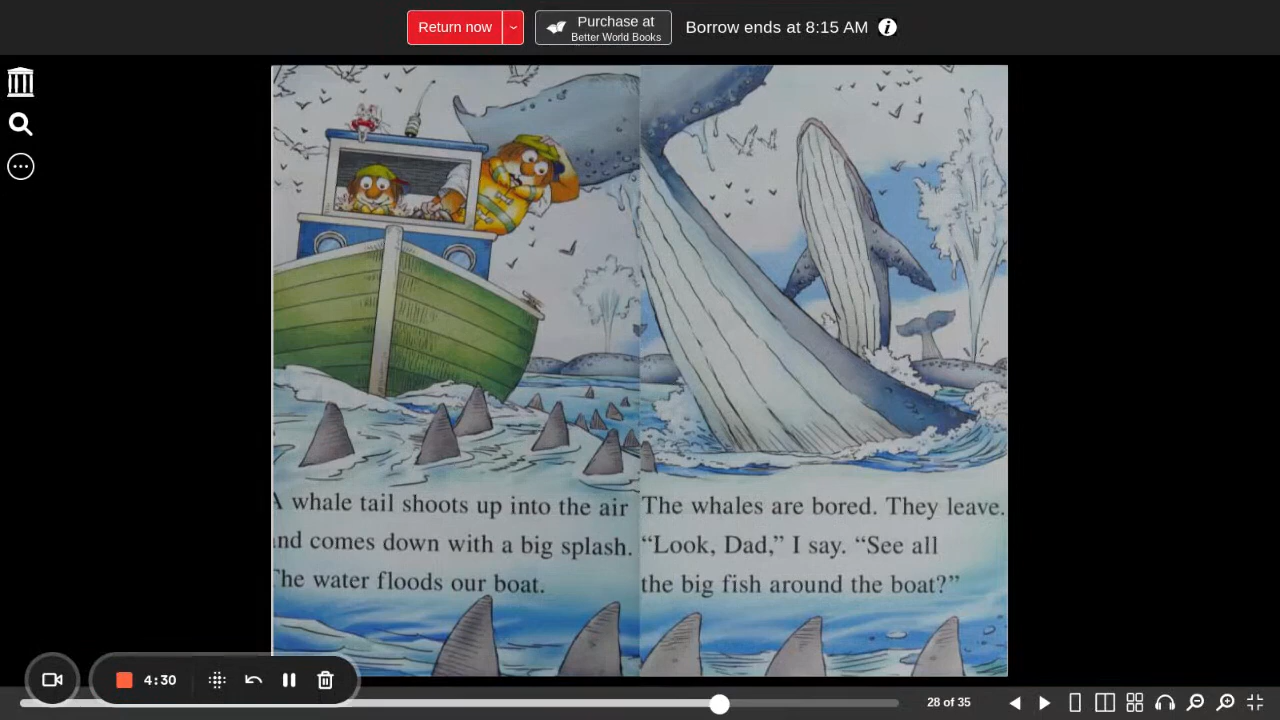 Return now
Purchase at
Better World Books
Borrow ends at 8:15 AM
A whale tail shoots up into the air
and comes down with a big splash.
The water floods our boat.
The whales are bored. They leave.
“Look, Dad,” I say. “See all
the big fish around the boat?”
4:30
28 of 35